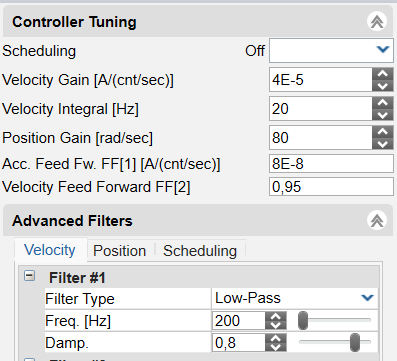 Controller Tuning
Scheduling Off
Velocity Gain [A/(cnt/sec)] 4E-5
Velocity Integral [Hz] 20
Position Gain [rad/sec] 80
Acc. Feed Fw. FF[1] [A/(cnt/sec)] 8E-8
Velocity Feed Forward FF[2] 0,95
Advanced Filters
Velocity Position Scheduling
Filter #1
Filter Type Low-Pass
Freq. [Hz] 200
Damp. 0,8